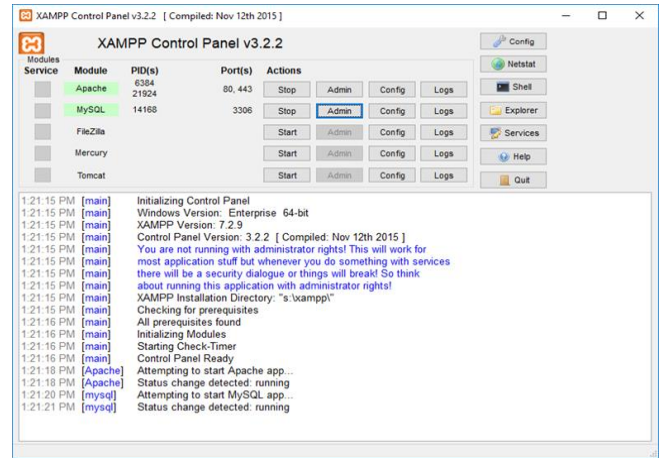 XAMPP Control Panel v3.2.2 [ Compiled: Nov 12th 2015 ]
XAMPP Control Panel v3.2.2
Config
Modules
Service Module PID(s) Port(s) Actions
Netstat
Apache 6384 21924 80, 443 Stop Admin Config Logs
Shell
MySQL 14168 3306 Stop Admin Config Logs
Explorer
FileZilla Start Admin Config Logs
Services
Mercury Start Admin Config Logs
Help
Tomcat Start Admin Config Logs
Quit
1:21:15 PM [main] Initializing Control Panel
1:21:15 PM [main] Windows Version: Enterprise 64-bit
1:21:15 PM [main] XAMPP Version: 7.2.9
1:21:15 PM [main] Control Panel Version: 3.2.2 [ Compiled: Nov 12th 2015 ]
1:21:15 PM [main] You are not running with administrator rights! This will work for
1:21:15 PM [main] most application stuff but whenever you do something with services
1:21:15 PM [main] there will be a security dialogue or things will break! So think
1:21:15 PM [main] about running this application with administrator rights!
1:21:15 PM [main] XAMPP Installation Directory: "s:\xampp\"
1:21:15 PM [main] Checking for prerequisites
1:21:16 PM [main] All prerequisites found
1:21:16 PM [main] Initializing Modules
1:21:16 PM [main] Starting Check-Timer
1:21:16 PM [main] Control Panel Ready
1:21:18 PM [Apache] Attempting to start Apache app...
1:21:18 PM [Apache] Status change detected: running
1:21:20 PM [mysql] Attempting to start MySQL app...
1:21:21 PM [mysql] Status change detected: running